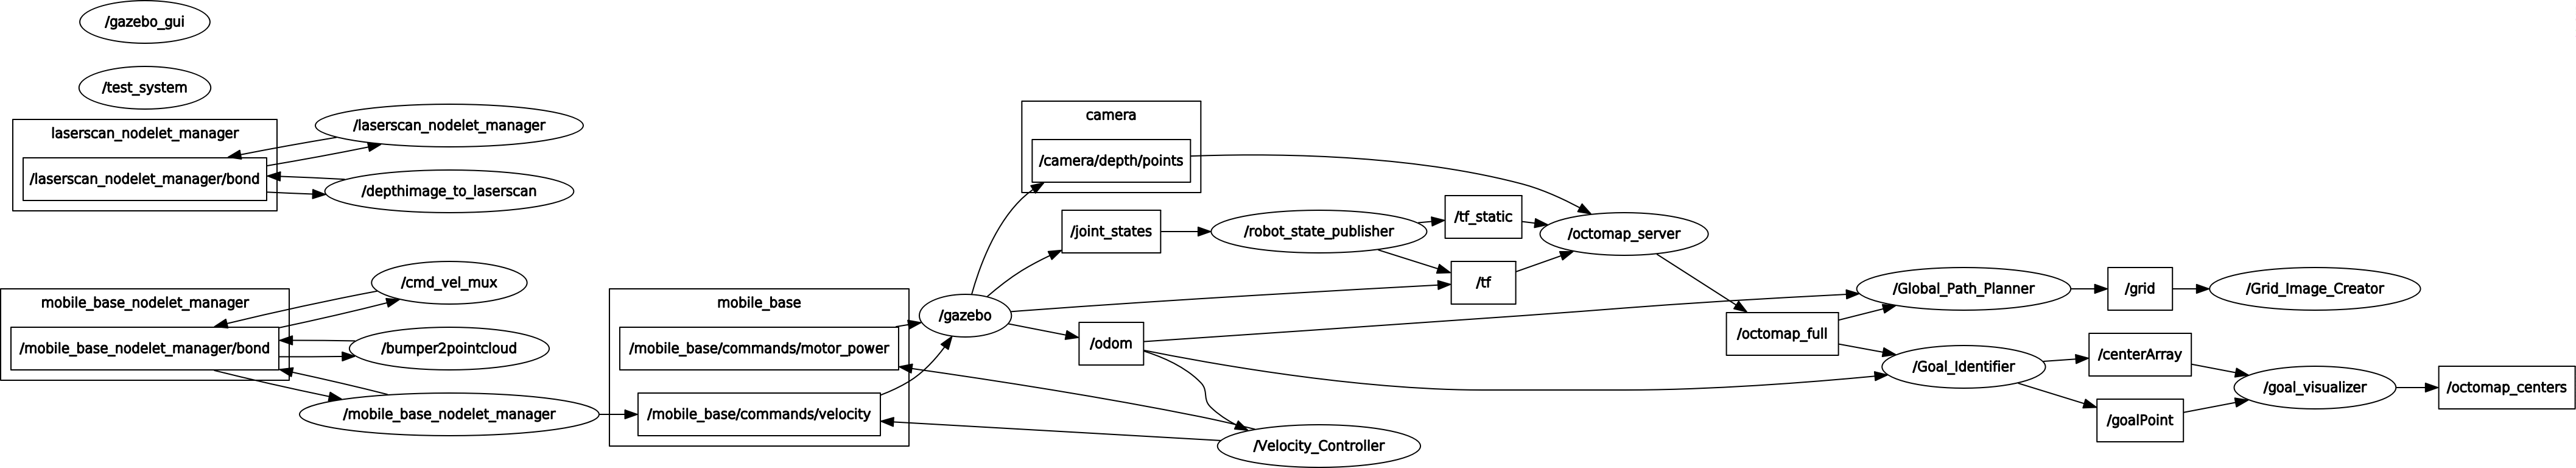 /gazebo_gui
/test_system
laserscan_nodelet_manager
/laserscan_nodelet_manager/bond
/laserscan_nodelet_manager
/depthimage_to_laserscan
mobile_base_nodelet_manager
/mobile_base_nodelet_manager/bond
/cmd_vel_mux
/bumper2pointcloud
/mobile_base_nodelet_manager
mobile_base
/mobile_base/commands/motor_power
/mobile_base/commands/velocity
/gazebo
camera
/camera/depth/points
/joint_states
/odom
/robot_state_publisher
/Velocity_Controller
/tf_static
/tf
/octomap_server
/octomap_full
/Global_Path_Planner
/Goal_Identifier
/grid
/centerArray
/goalPoint
/Grid_Image_Creator
/goal_visualizer
/octomap_centers